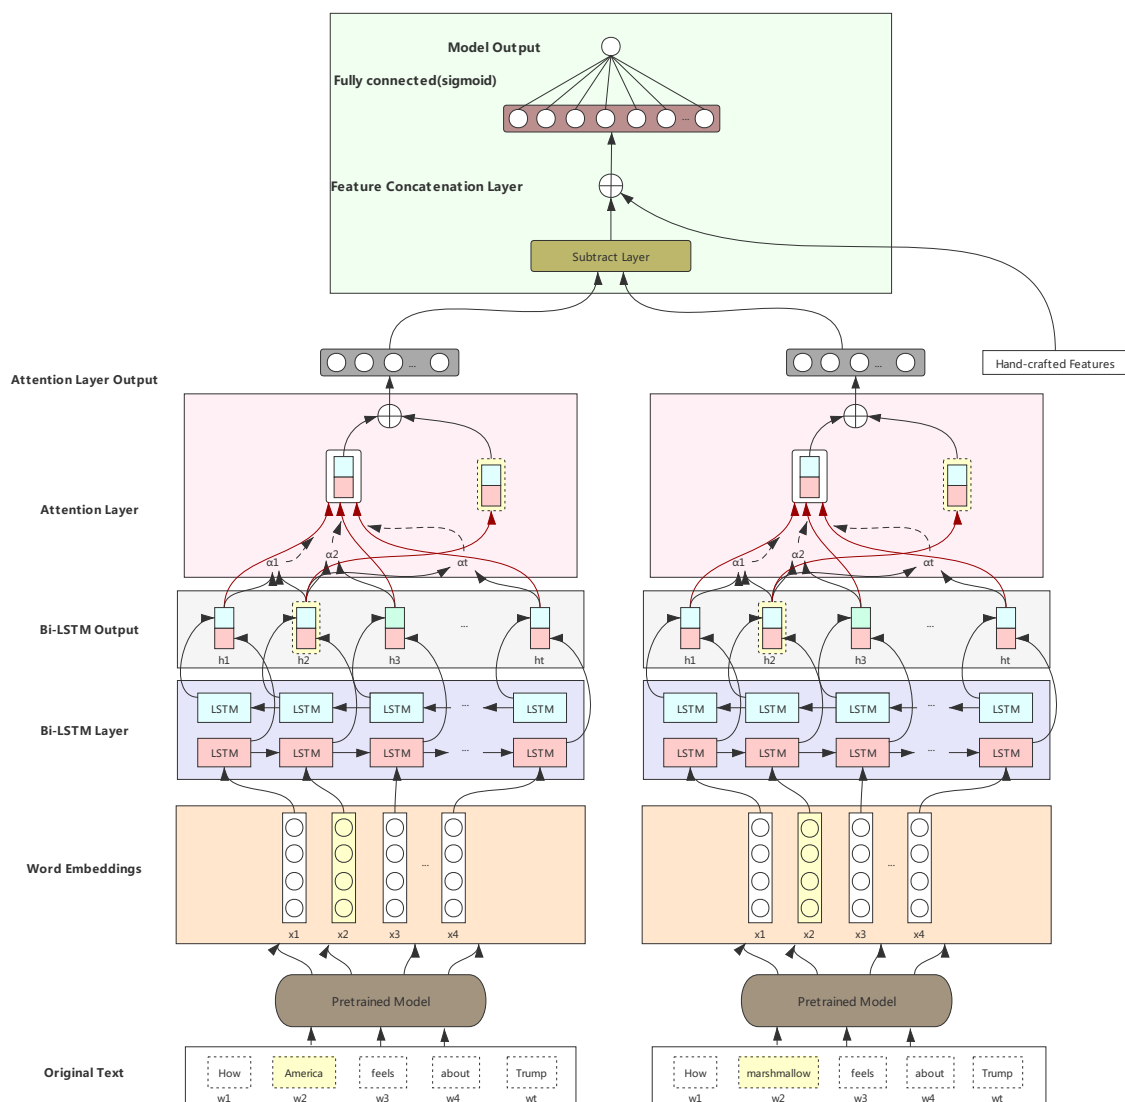 Model Output
Fully connected(sigmoid)
...
Feature Concatenation Layer
Subtract Layer
... ...
Hand-crafted Features
Attention Layer Output
Attention Layer
α1 α2 αt α1 α2 αt
Bi-LSTM Output
... ...
h1 h2 h3 ht h1 h2 h3 ht
LSTM LSTM LSTM ... LSTM LSTM LSTM LSTM ... LSTM
Bi-LSTM Layer
LSTM LSTM LSTM ... LSTM LSTM LSTM LSTM ... LSTM
Word Embeddings
... ...
x1 x2 x3 x4 x1 x2 x3 x4
Pretrained Model Pretrained Model
Original Text How America feels about Trump How marshmallow feels about Trump
w1 w2 w3 w4 wt w1 w2 w3 w4 wt